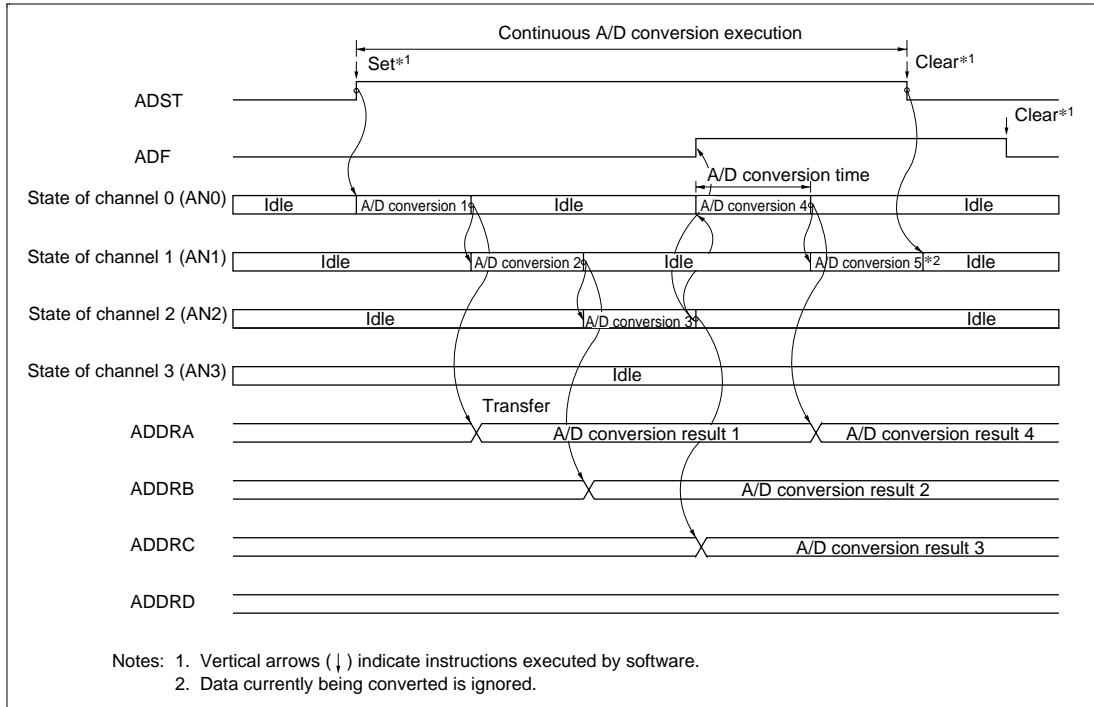 Continuous A/D conversion execution
Set*1
Clear*1
ADST
Clear*1
ADF
A/D conversion time
State of channel 0 (AN0)
Idle
A/D conversion 1
Idle
A/D conversion 4
Idle
State of channel 1 (AN1)
Idle
A/D conversion 2
Idle
A/D conversion 5
*2
Idle
State of channel 2 (AN2)
Idle
A/D conversion 3
Idle
State of channel 3 (AN3)
Idle
Transfer
ADDRA
A/D conversion result 1
A/D conversion result 4
ADDRB
A/D conversion result 2
ADDRC
A/D conversion result 3
ADDRD
Notes: 1. Vertical arrows (↓) indicate instructions executed by software.
2. Data currently being converted is ignored.